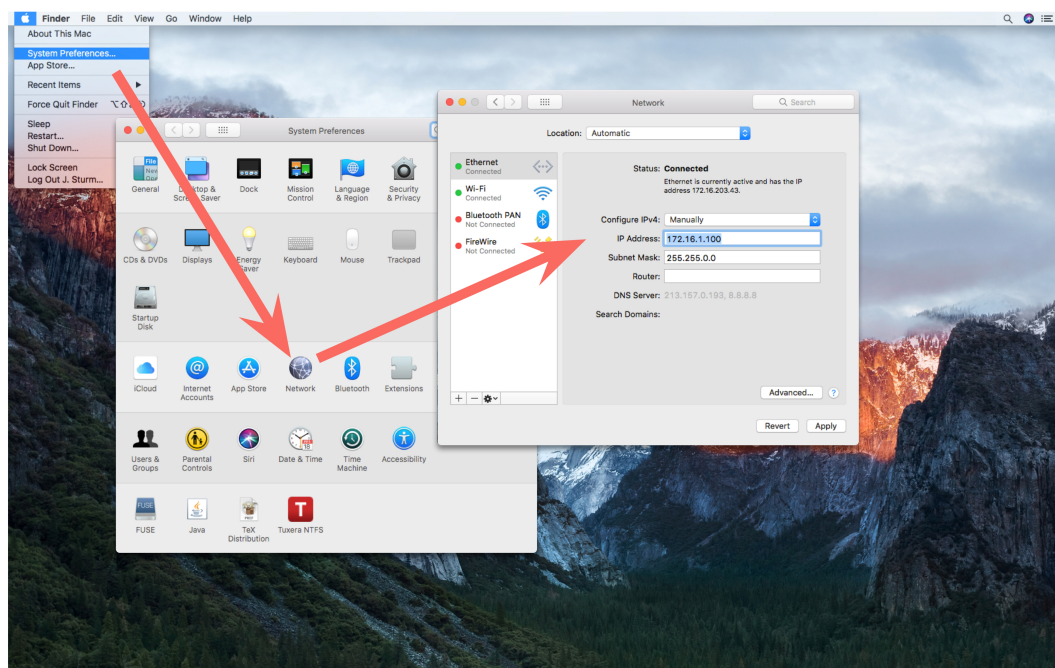 Finder File Edit View Go Window Help
About This Mac
System Preferences...
App Store...
Recent Items
Force Quit Finder
Sleep
Restart...
Shut Down...
Lock Screen
Log Out J. Sturm...
System Preferences
General
Desktop &
Screen Saver
Dock
Mission
Control
Language
& Region
Security
& Privacy
CDs & DVDs
Displays
Energy
Saver
Keyboard
Mouse
Trackpad
Startup
Disk
iCloud
Internet
Accounts
App Store
Network
Bluetooth
Extensions
Users &
Groups
Parental
Controls
Siri
Date & Time
Time
Machine
Accessibility
FUSE
FUSE
Java
TeX
Distribution
T
Tuxera NTFS
Network
Search
Location: Automatic
Ethernet
Connected
Wi-Fi
Connected
Bluetooth PAN
Not Connected
FireWire
Not Connected
Status: Connected
Ethernet is currently active and has the IP
address 172.16.203.43.
Configure IPv4: Manually
IP Address: 172.16.1.100
Subnet Mask: 255.255.0.0
Router:
DNS Server: 213.157.0.193, 8.8.8.8
Search Domains:
Advanced... ?
Revert Apply